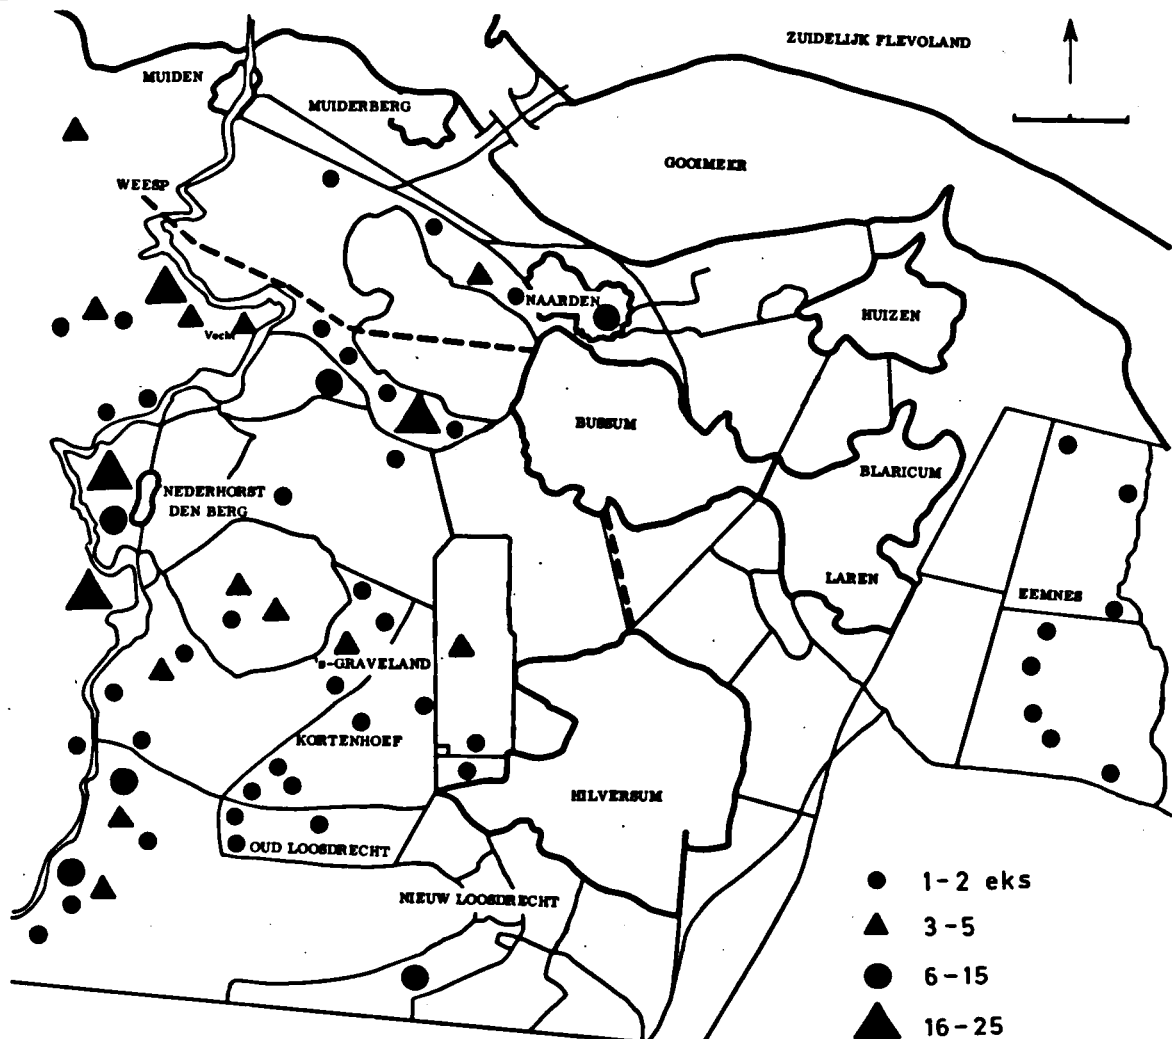 ZUIDELIJK FLEVOLAND
MUIDEN
MUIDERBERG
GOOIMEER
WEESP
NAARDEN
HUIZEN
Vecht
BUSSUM
BLARICUM
NEDERHORST
DEN BERG
LAREN
EEMNES
's-GRAVELAND
KORTENHOEF
HILVERSUM
OUD LOOSDRECHT
NIEUW LOOSDRECHT
1-2 eks
3-5
6-15
16-25